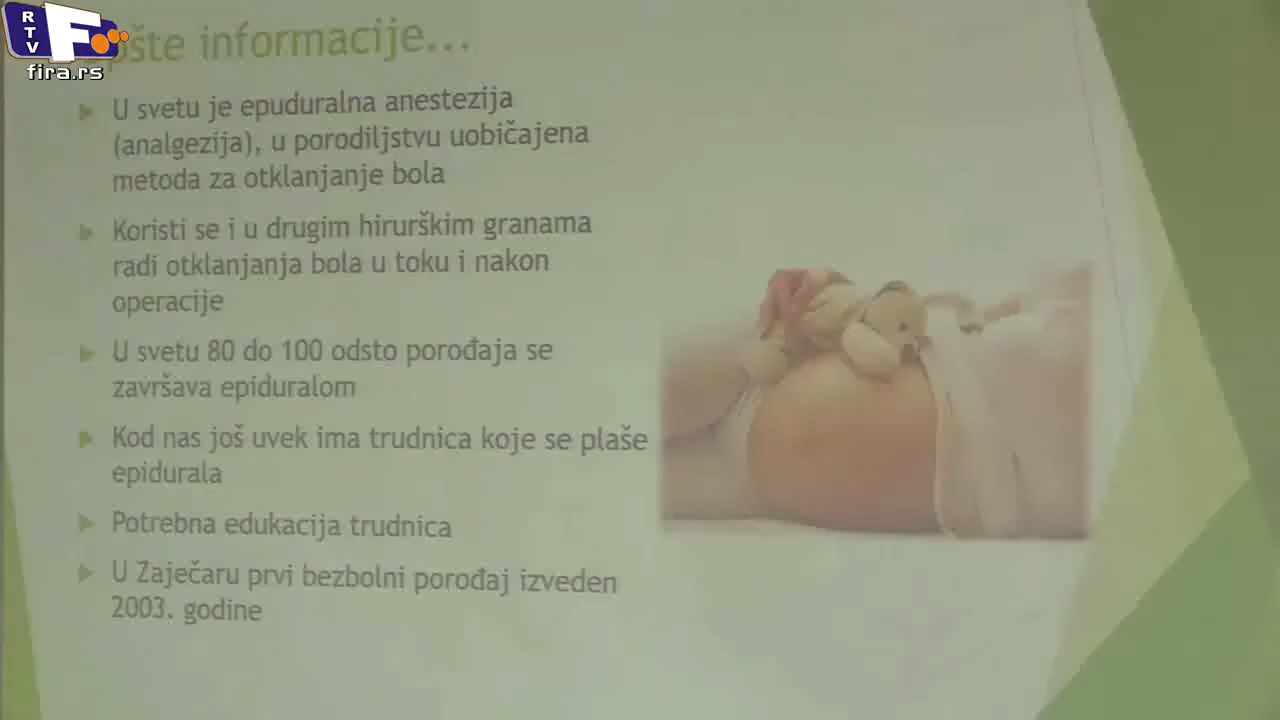 RTV F
fira.rs
pšte informacije...
U svetu je epuduralna anestezija
(analgezija), u porodiljstvu uobičajena
metoda za otklanjanje bola
Koristi se i u drugim hirurškim granama
radi otklanjanja bola u toku i nakon
operacije
U svetu 80 do 100 odsto porođaja se
završava epiduralom
Kod nas još uvek ima trudnica koje se plaše
epidurala
Potrebna edukacija trudnica
U Zaječaru prvi bezbolni porođaj izveden
2003. godine